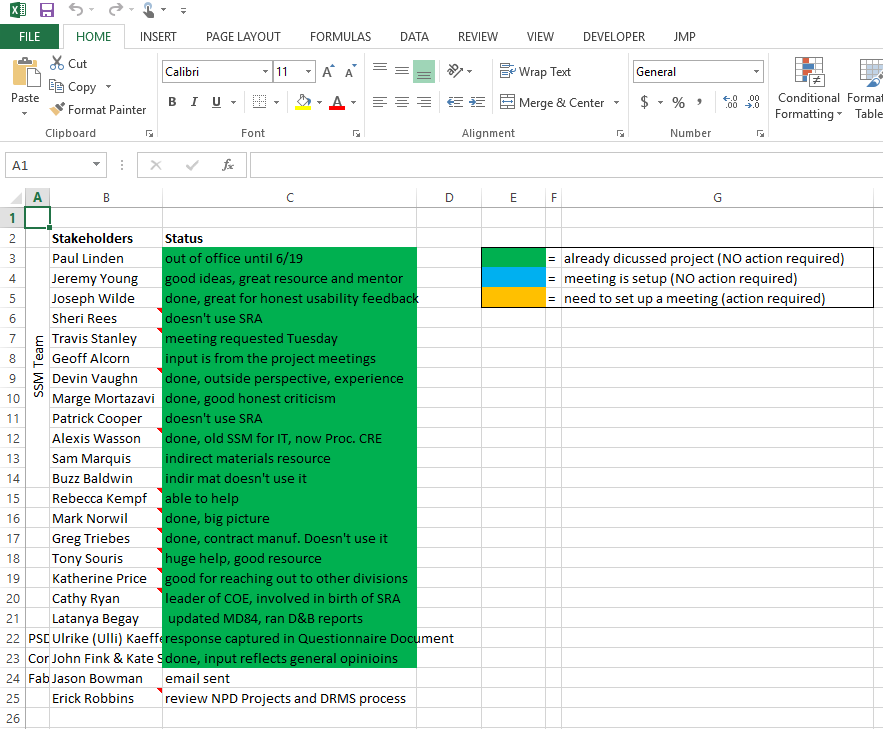 FILE HOME INSERT PAGE LAYOUT FORMULAS DATA REVIEW VIEW DEVELOPER JMP
Paste
Cut
Copy
Format Painter
Calibri 11 A A
B I U A
Wrap Text
Merge & Center
General
$ % , .0 .00 .00 .0
Conditional Formatting
Format Table
Clipboard Font Alignment Number
A1 fx
A B C D E F G
1
2 Stakeholders Status
3 Paul Linden out of office until 6/19 = already dicussed project (NO action required)
4 Jeremy Young good ideas, great resource and mentor = meeting is setup (NO action required)
5 Joseph Wilde done, great for honest usability feedback = need to set up a meeting (action required)
6 Sheri Rees doesn't use SRA
7 Travis Stanley meeting requested Tuesday
8 Geoff Alcorn input is from the project meetings
SSM Team
9 Devin Vaughn done, outside perspective, experience
10 Marge Mortazavi done, good honest criticism
11 Patrick Cooper doesn't use SRA
12 Alexis Wasson done, old SSM for IT, now Proc. CRE
13 Sam Marquis indirect materials resource
14 Buzz Baldwin indir mat doesn't use it
15 Rebecca Kempf able to help
16 Mark Norwil done, big picture
17 Greg Triebes done, contract manuf. Doesn't use it
18 Tony Souris huge help, good resource
19 Katherine Price good for reaching out to other divisions
20 Cathy Ryan leader of COE, involved in birth of SRA
21 Latanya Begay updated MD84, ran D&B reports
22 PSD Ulrike (Ulli) Kaeffe response captured in Questionnaire Document
23 Cor John Fink & Kate S done, input reflects general opinioins
24 Fab Jason Bowman email sent
25 Erick Robbins review NPD Projects and DRMS process
26